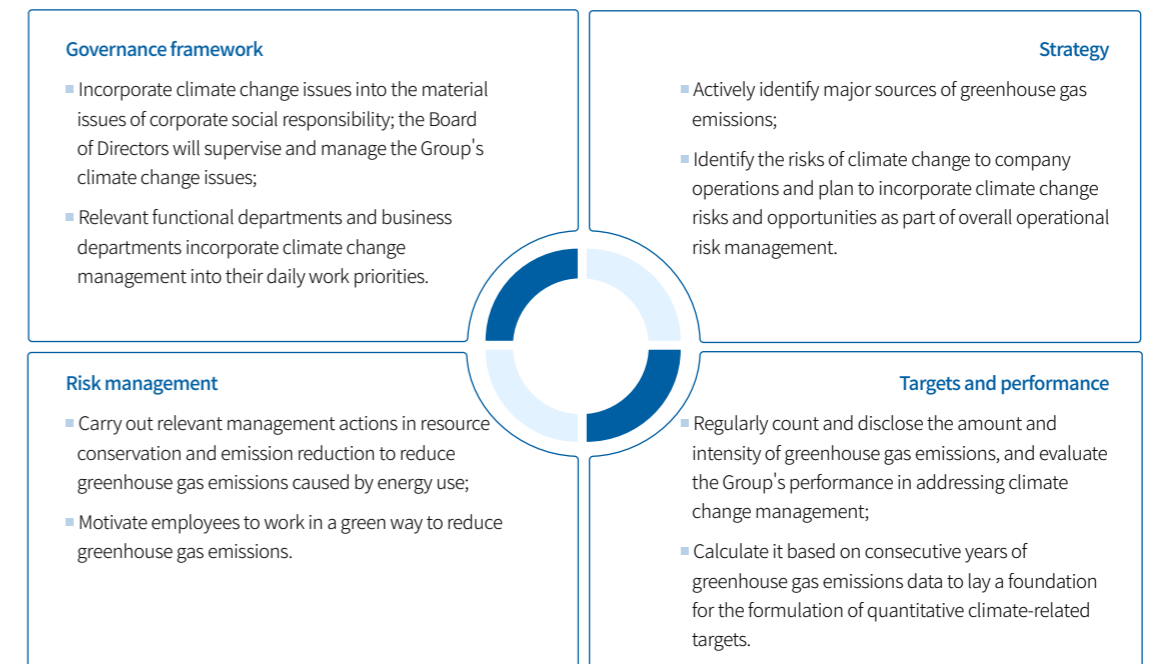 Governance framework
Incorporate climate change issues into the material
issues of corporate social responsibility; the Board
of Directors will supervise and manage the Group's
climate change issues;
Relevant functional departments and business
departments incorporate climate change
management into their daily work priorities.
Strategy
Actively identify major sources of greenhouse gas
emissions;
Identify the risks of climate change to company
operations and plan to incorporate climate change
risks and opportunities as part of overall operational
risk management.
Risk management
Carry out relevant management actions in resource
conservation and emission reduction to reduce
greenhouse gas emissions caused by energy use;
Motivate employees to work in a green way to reduce
greenhouse gas emissions.
Targets and performance
Regularly count and disclose the amount and
intensity of greenhouse gas emissions, and evaluate
the Group's performance in addressing climate
change management;
Calculate it based on consecutive years of
greenhouse gas emissions data to lay a foundation
for the formulation of quantitative climate-related
targets.